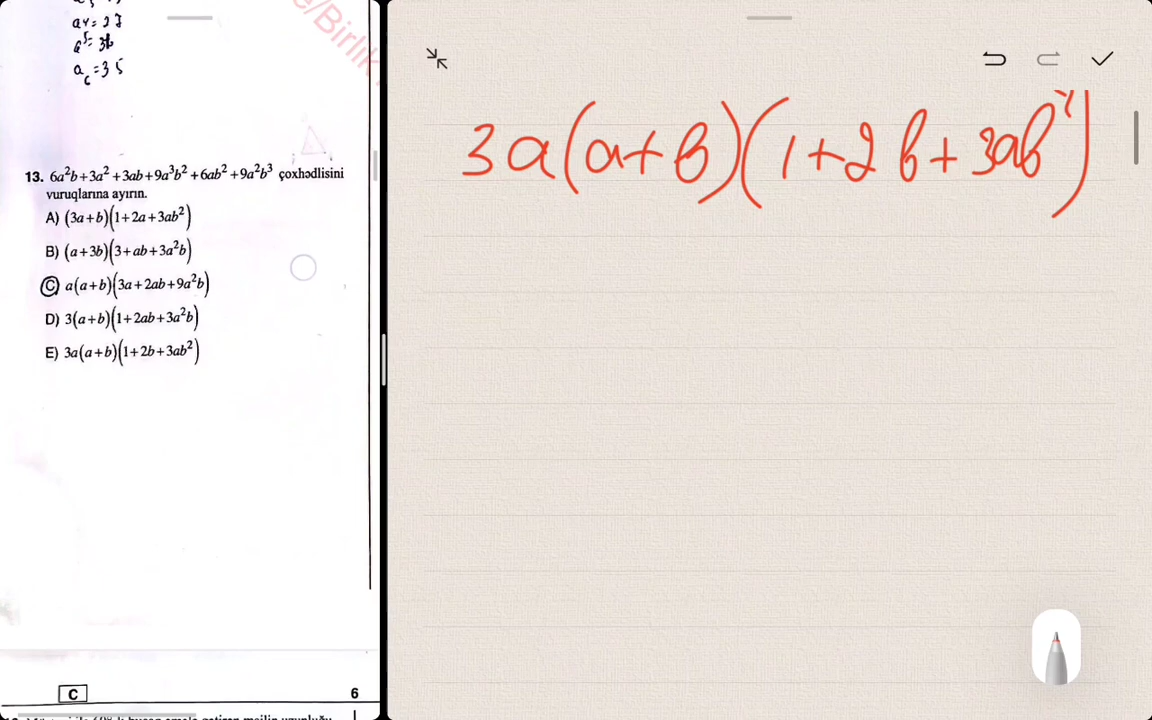 e/Birlik
a4 = 27
a5 = 36
a6 = 35
13. 6a²b+3a²+3ab+9a³b²+6ab²+9a²b³ çoxhədlisini
vuruqlarına ayırın.
A) (3a+b)(1+2a+3ab²)
B) (a+3b)(3+ab+3a²b)
C) a(a+b)(3a+2ab+9a²b)
D) 3(a+b)(1+2ab+3a²b)
E) 3a(a+b)(1+2b+3ab²)
C 6
3a(a+b)(1+2b+3ab²)